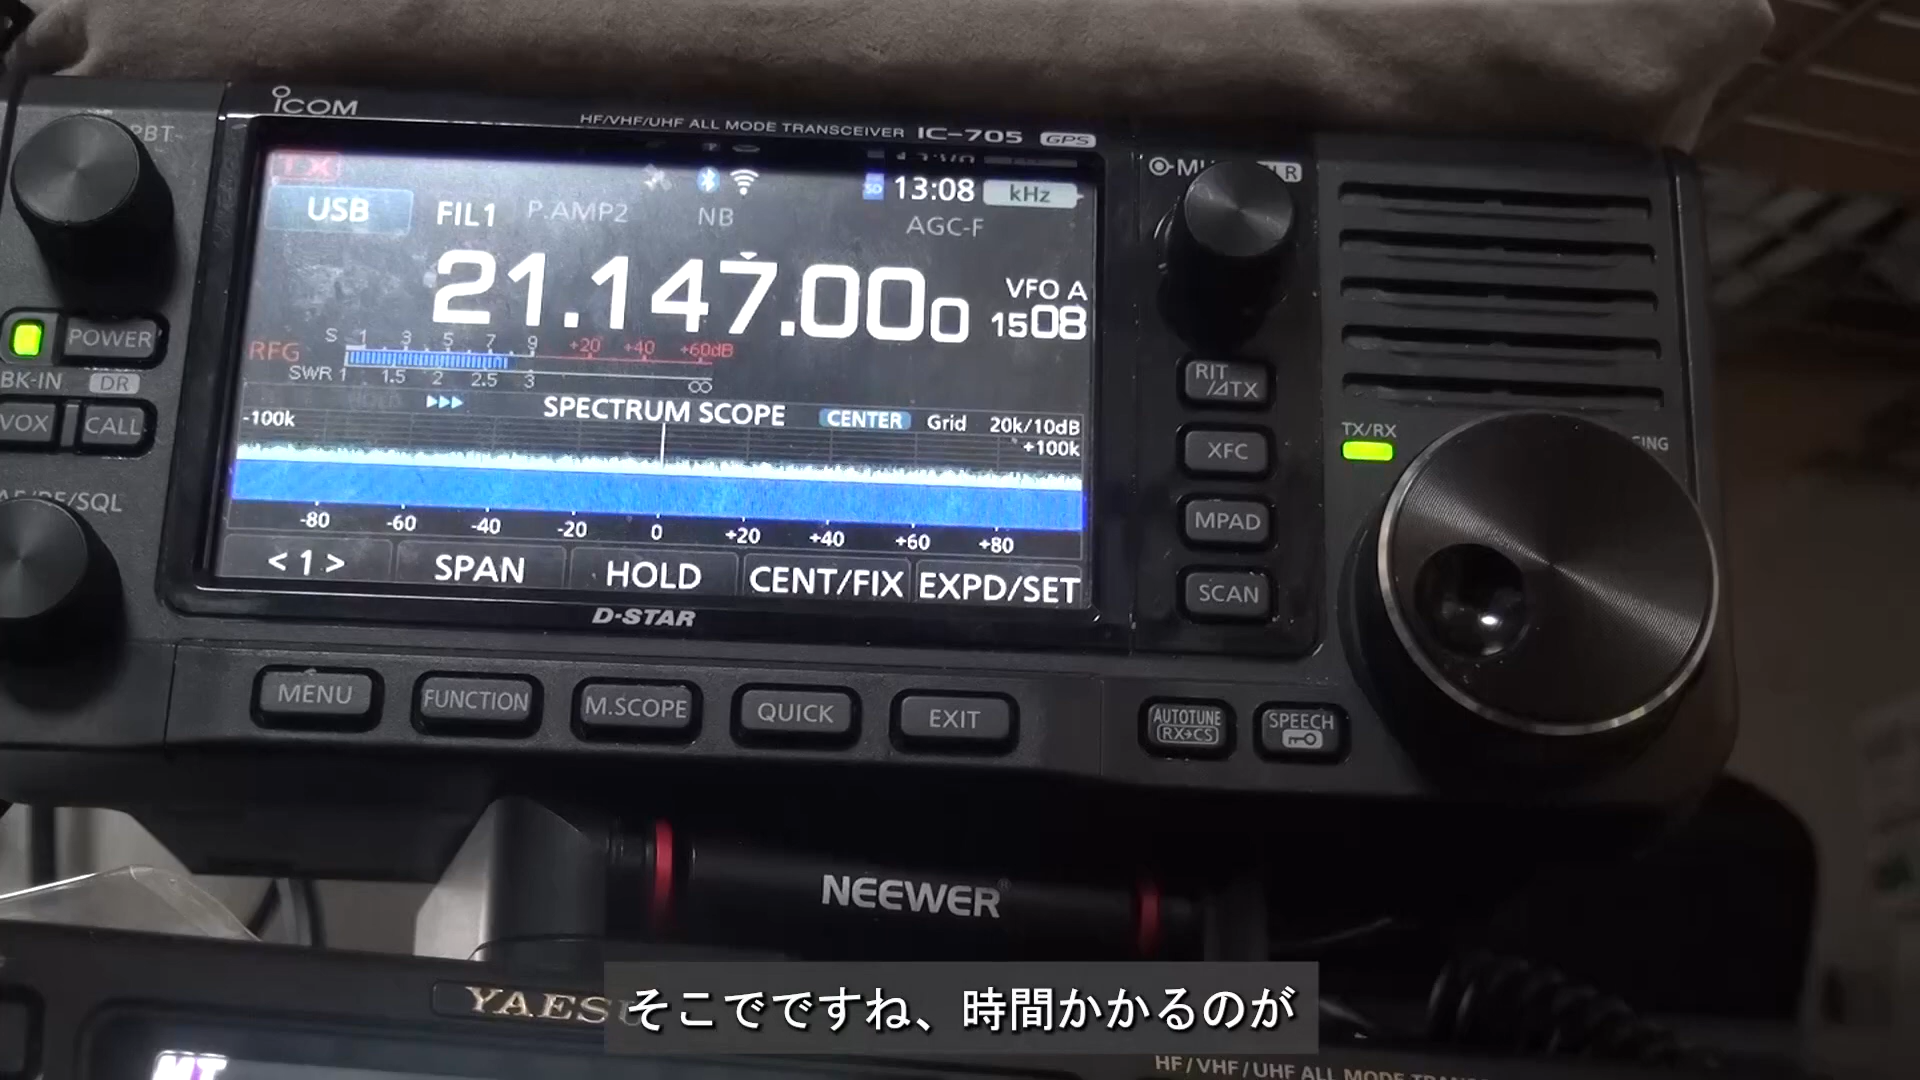 ICOM
HF/VHF/UHF ALL MODE TRANSCEIVER IC-705 GPS
TX
13:08 kHz
USB FIL1 P.AMP2 NB AGC-F
21.147.000
VFO A
1508
RFG
S 1 3 5 7 9 +20 +40 +60dB
SWR 1 1.5 2 2.5 3 ∞
SPECTRUM SCOPE CENTER Grid 20k/10dB
-100k +100k
-80 -60 -40 -20 0 +20 +40 +60 +80
< 1 > SPAN HOLD CENT/FIX EXPD/SET
D-STAR
MENU FUNCTION M.SCOPE QUICK EXIT
PBT
POWER
BK-IN DR
VOX CALL
AF/RF/SQL
RIT
/ΔTX
XFC
MPAD
SCAN
TX/RX
AUTOTUNE
RX→CS
SPEECH
NEEWER
YAESU
そこでですね、時間かかるのが
MT
HF/VHF/UHF ALL MODE